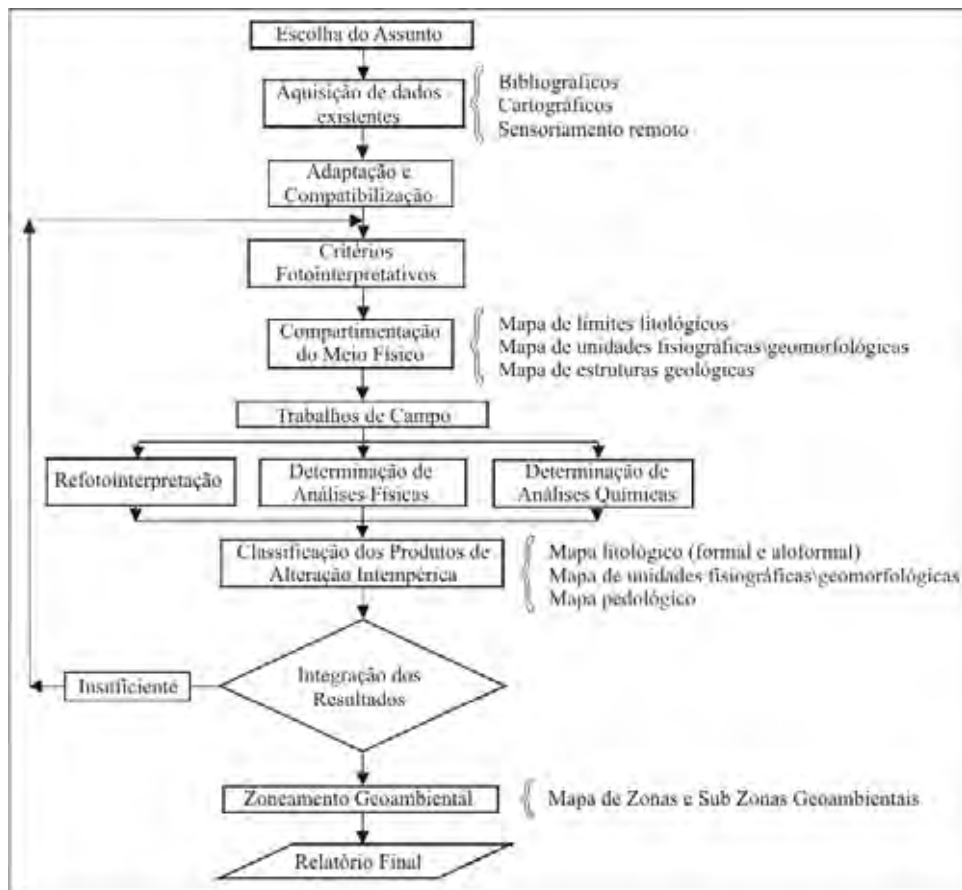 Escolha do Assunto
Aquisição de dados
existentes
Bibliográficos
Cartográficos
Sensoriamento remoto
Adaptação e
Compatibilização
Critérios
Fotointerpretativos
Compartimentação
do Meio Físico
Mapa de limites litológicos
Mapa de unidades fisiográficas\geomorfológicas
Mapa de estruturas geológicas
Trabalhos de Campo
Refotointerpretação
Determinação de
Análises Físicas
Determinação de
Análises Químicas
Classificação dos Produtos de
Alteração Intempérica
Mapa litológico (formal e aloformal)
Mapa de unidades fisiográficas\geomorfológicas
Mapa pedológico
Integração dos
Resultados
Insuficiente
Zoneamento Geoambiental
Mapa de Zonas e Sub Zonas Geoambientais
Relatório Final